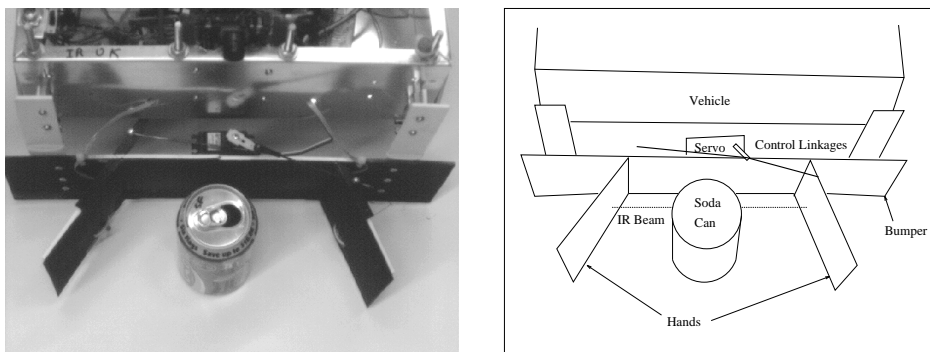 IR OK
Vehicle
Servo
Control Linkages
Soda
Can
IR Beam
Bumper
Hands